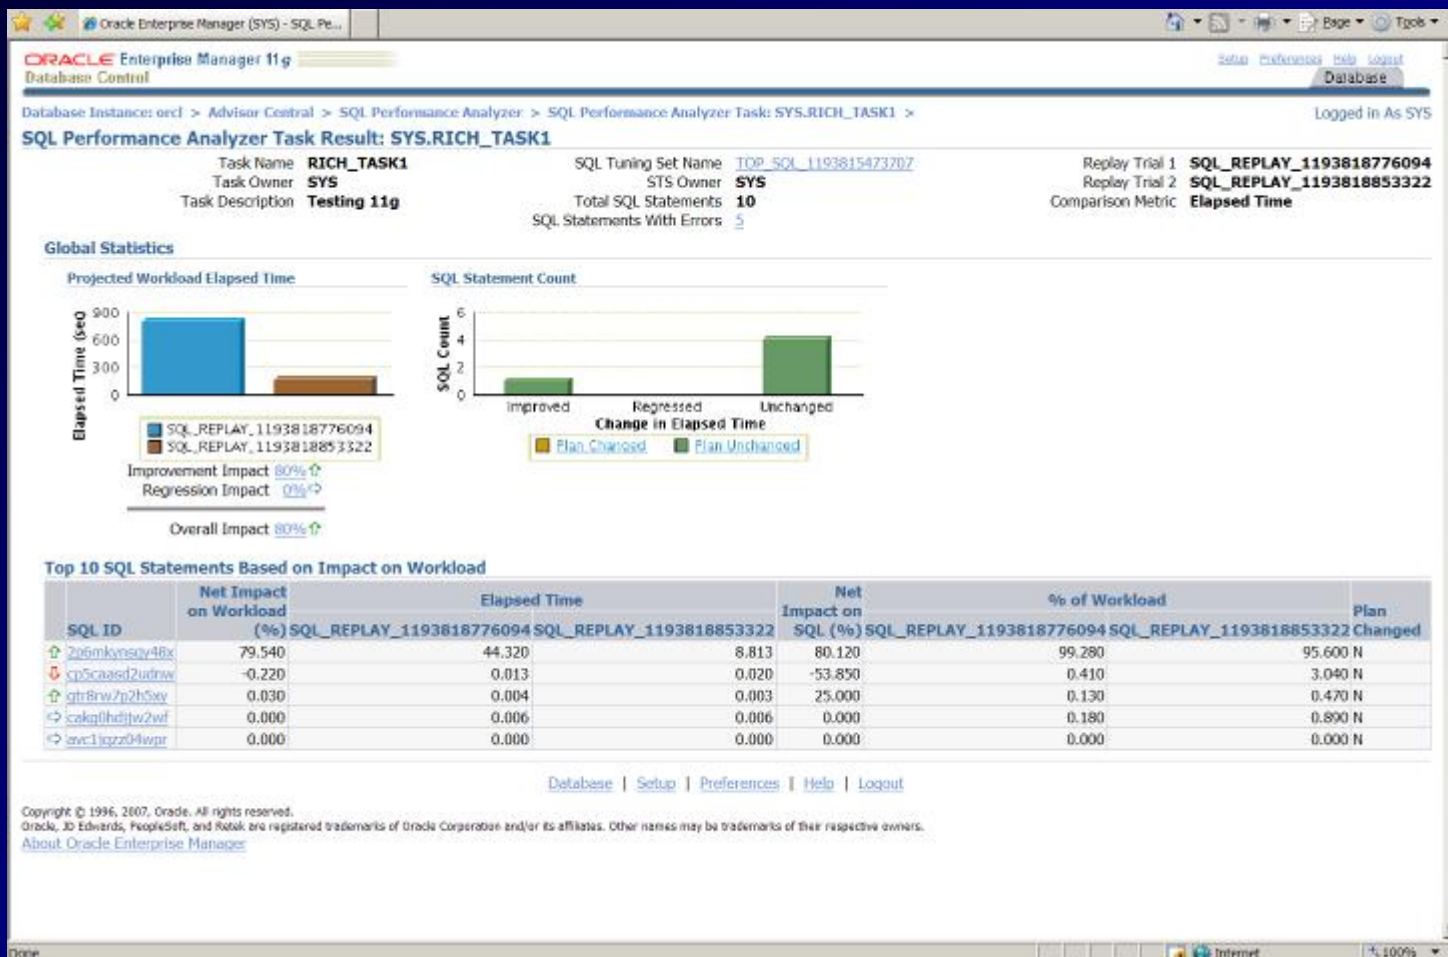 Oracle Enterprise Manager (SYS) - SQL Pe...
Page
Tools
ORACLE Enterprise Manager 11g
Database Control
Setup Preferences Help Logout
Database
Database Instance: orcl > Advisor Central > SQL Performance Analyzer > SQL Performance Analyzer Task: SYS.RICH_TASK1 >
Logged in As SYS
SQL Performance Analyzer Task Result: SYS.RICH_TASK1
Task Name RICH_TASK1
Task Owner SYS
Task Description Testing 11g
SQL Tuning Set Name TOP_SQL_1193815473707
STS Owner SYS
Total SQL Statements 10
SQL Statements With Errors 5
Replay Trial 1 SQL_REPLAY_1193818776094
Replay Trial 2 SQL_REPLAY_1193818853322
Comparison Metric Elapsed Time
Global Statistics
Projected Workload Elapsed Time
Elapsed Time (sec)
900
600
300
0
SQL_REPLAY_1193818776094
SQL_REPLAY_1193818853322
Improvement Impact 80%
Regression Impact 0%
Overall Impact 80%
SQL Statement Count
SQL Count
6
4
2
0
Improved Regressed Unchanged
Change in Elapsed Time
Plan Changed Plan Unchanged
Top 10 SQL Statements Based on Impact on Workload
SQL ID Net Impact on Workload (%) Elapsed Time SQL_REPLAY_1193818776094 SQL_REPLAY_1193818853322 Net Impact on SQL (%) % of Workload SQL_REPLAY_1193818776094 SQL_REPLAY_1193818853322 Plan Changed
2p6mkynsqy48x 79.540 44.320 8.813 80.120 99.280 95.600 N
cp5caasd2udnw -0.220 0.013 0.020 -53.850 0.410 3.040 N
gtr8rw7p2h5xv 0.030 0.004 0.003 25.000 0.130 0.470 N
cakq0hdjjw2wf 0.000 0.006 0.006 0.000 0.180 0.890 N
avc1jqzz04wpr 0.000 0.000 0.000 0.000 0.000 0.000 N
Database | Setup | Preferences | Help | Logout
Copyright © 1996, 2007, Oracle. All rights reserved.
Oracle, JD Edwards, PeopleSoft, and Retek are registered trademarks of Oracle Corporation and/or its affiliates. Other names may be trademarks of their respective owners.
About Oracle Enterprise Manager
Done
Internet
100%